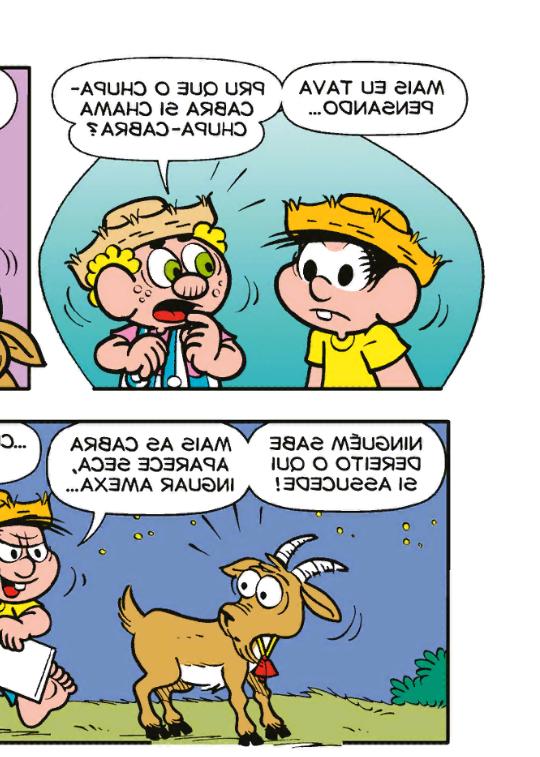 MAIS EU TAVA
PENSANDO...
PRU QUE O CHUPA-
CABRA SI CHAMA
CHUPA-CABRA?
NINGUÉM SABE
DEREITO O QUI
SI ASSUCEDE!
MAIS AS CABRA
APARECE SECA,
INGUAR AMEXA...